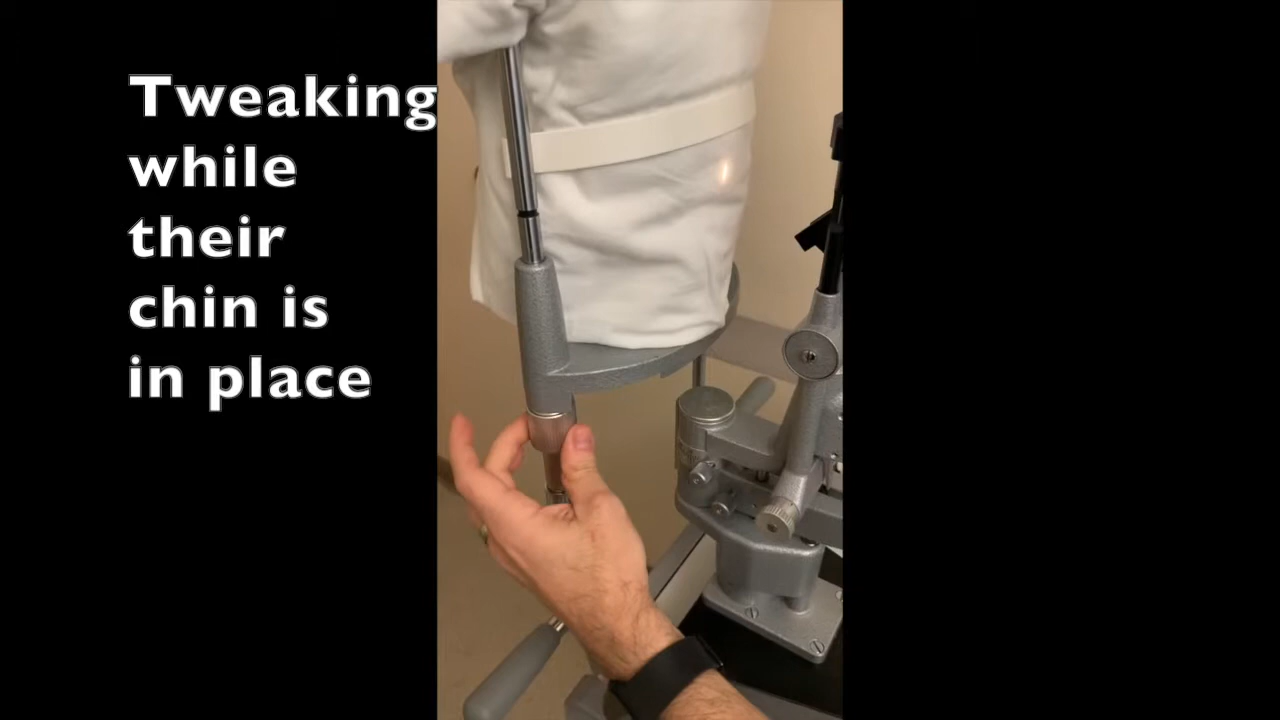 Tweaking
while
their
chin is
in place